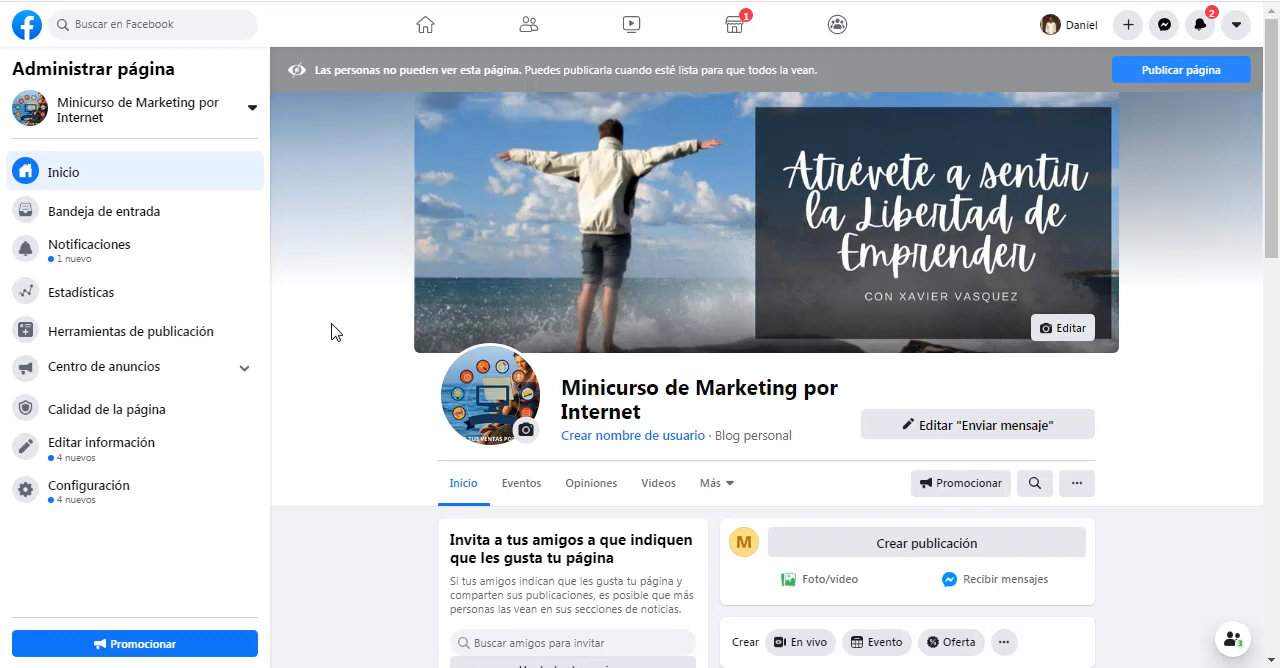 Buscar en Facebook
1
Daniel
2
Administrar página
Minicurso de Marketing por
Internet
Inicio
Bandeja de entrada
Notificaciones
1 nuevo
Estadísticas
Herramientas de publicación
Centro de anuncios
Calidad de la página
Editar información
4 nuevos
Configuración
4 nuevos
Promocionar
Las personas no pueden ver esta página. Puedes publicarla cuando esté lista para que todos la vean.
Publicar página
Atrévete a sentir
la Libertad de
Emprender
CON XAVIER VASQUEZ
Editar
Minicurso de Marketing por
Internet
Crear nombre de usuario · Blog personal
Editar "Enviar mensaje"
Inicio
Eventos
Opiniones
Videos
Más
Promocionar
Invita a tus amigos a que indiquen
que les gusta tu página
Si tus amigos indican que les gusta tu página y
comparten sus publicaciones, es posible que más
personas las vean en sus secciones de noticias.
Buscar amigos para invitar
M
Crear publicación
Foto/video
Recibir mensajes
Crear
En vivo
Evento
Oferta
3